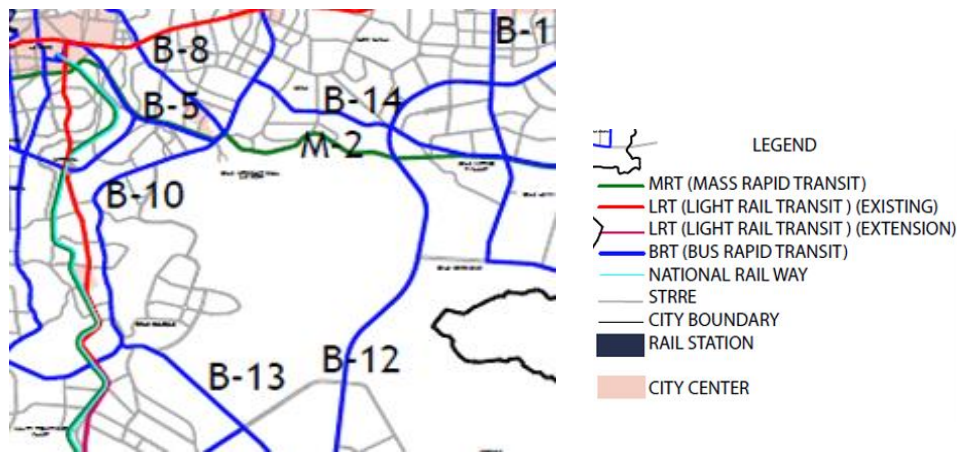 B-8
B-1
B-5
B-14
M-2
B-10
B-12
B-13
LEGEND
MRT (MASS RAPID TRANSIT)
LRT (LIGHT RAIL TRANSIT ) (EXISTING)
LRT (LIGHT RAIL TRANSIT ) (EXTENSION)
BRT (BUS RAPID TRANSIT)
NATIONAL RAIL WAY
STRRE
CITY BOUNDARY
RAIL STATION
CITY CENTER